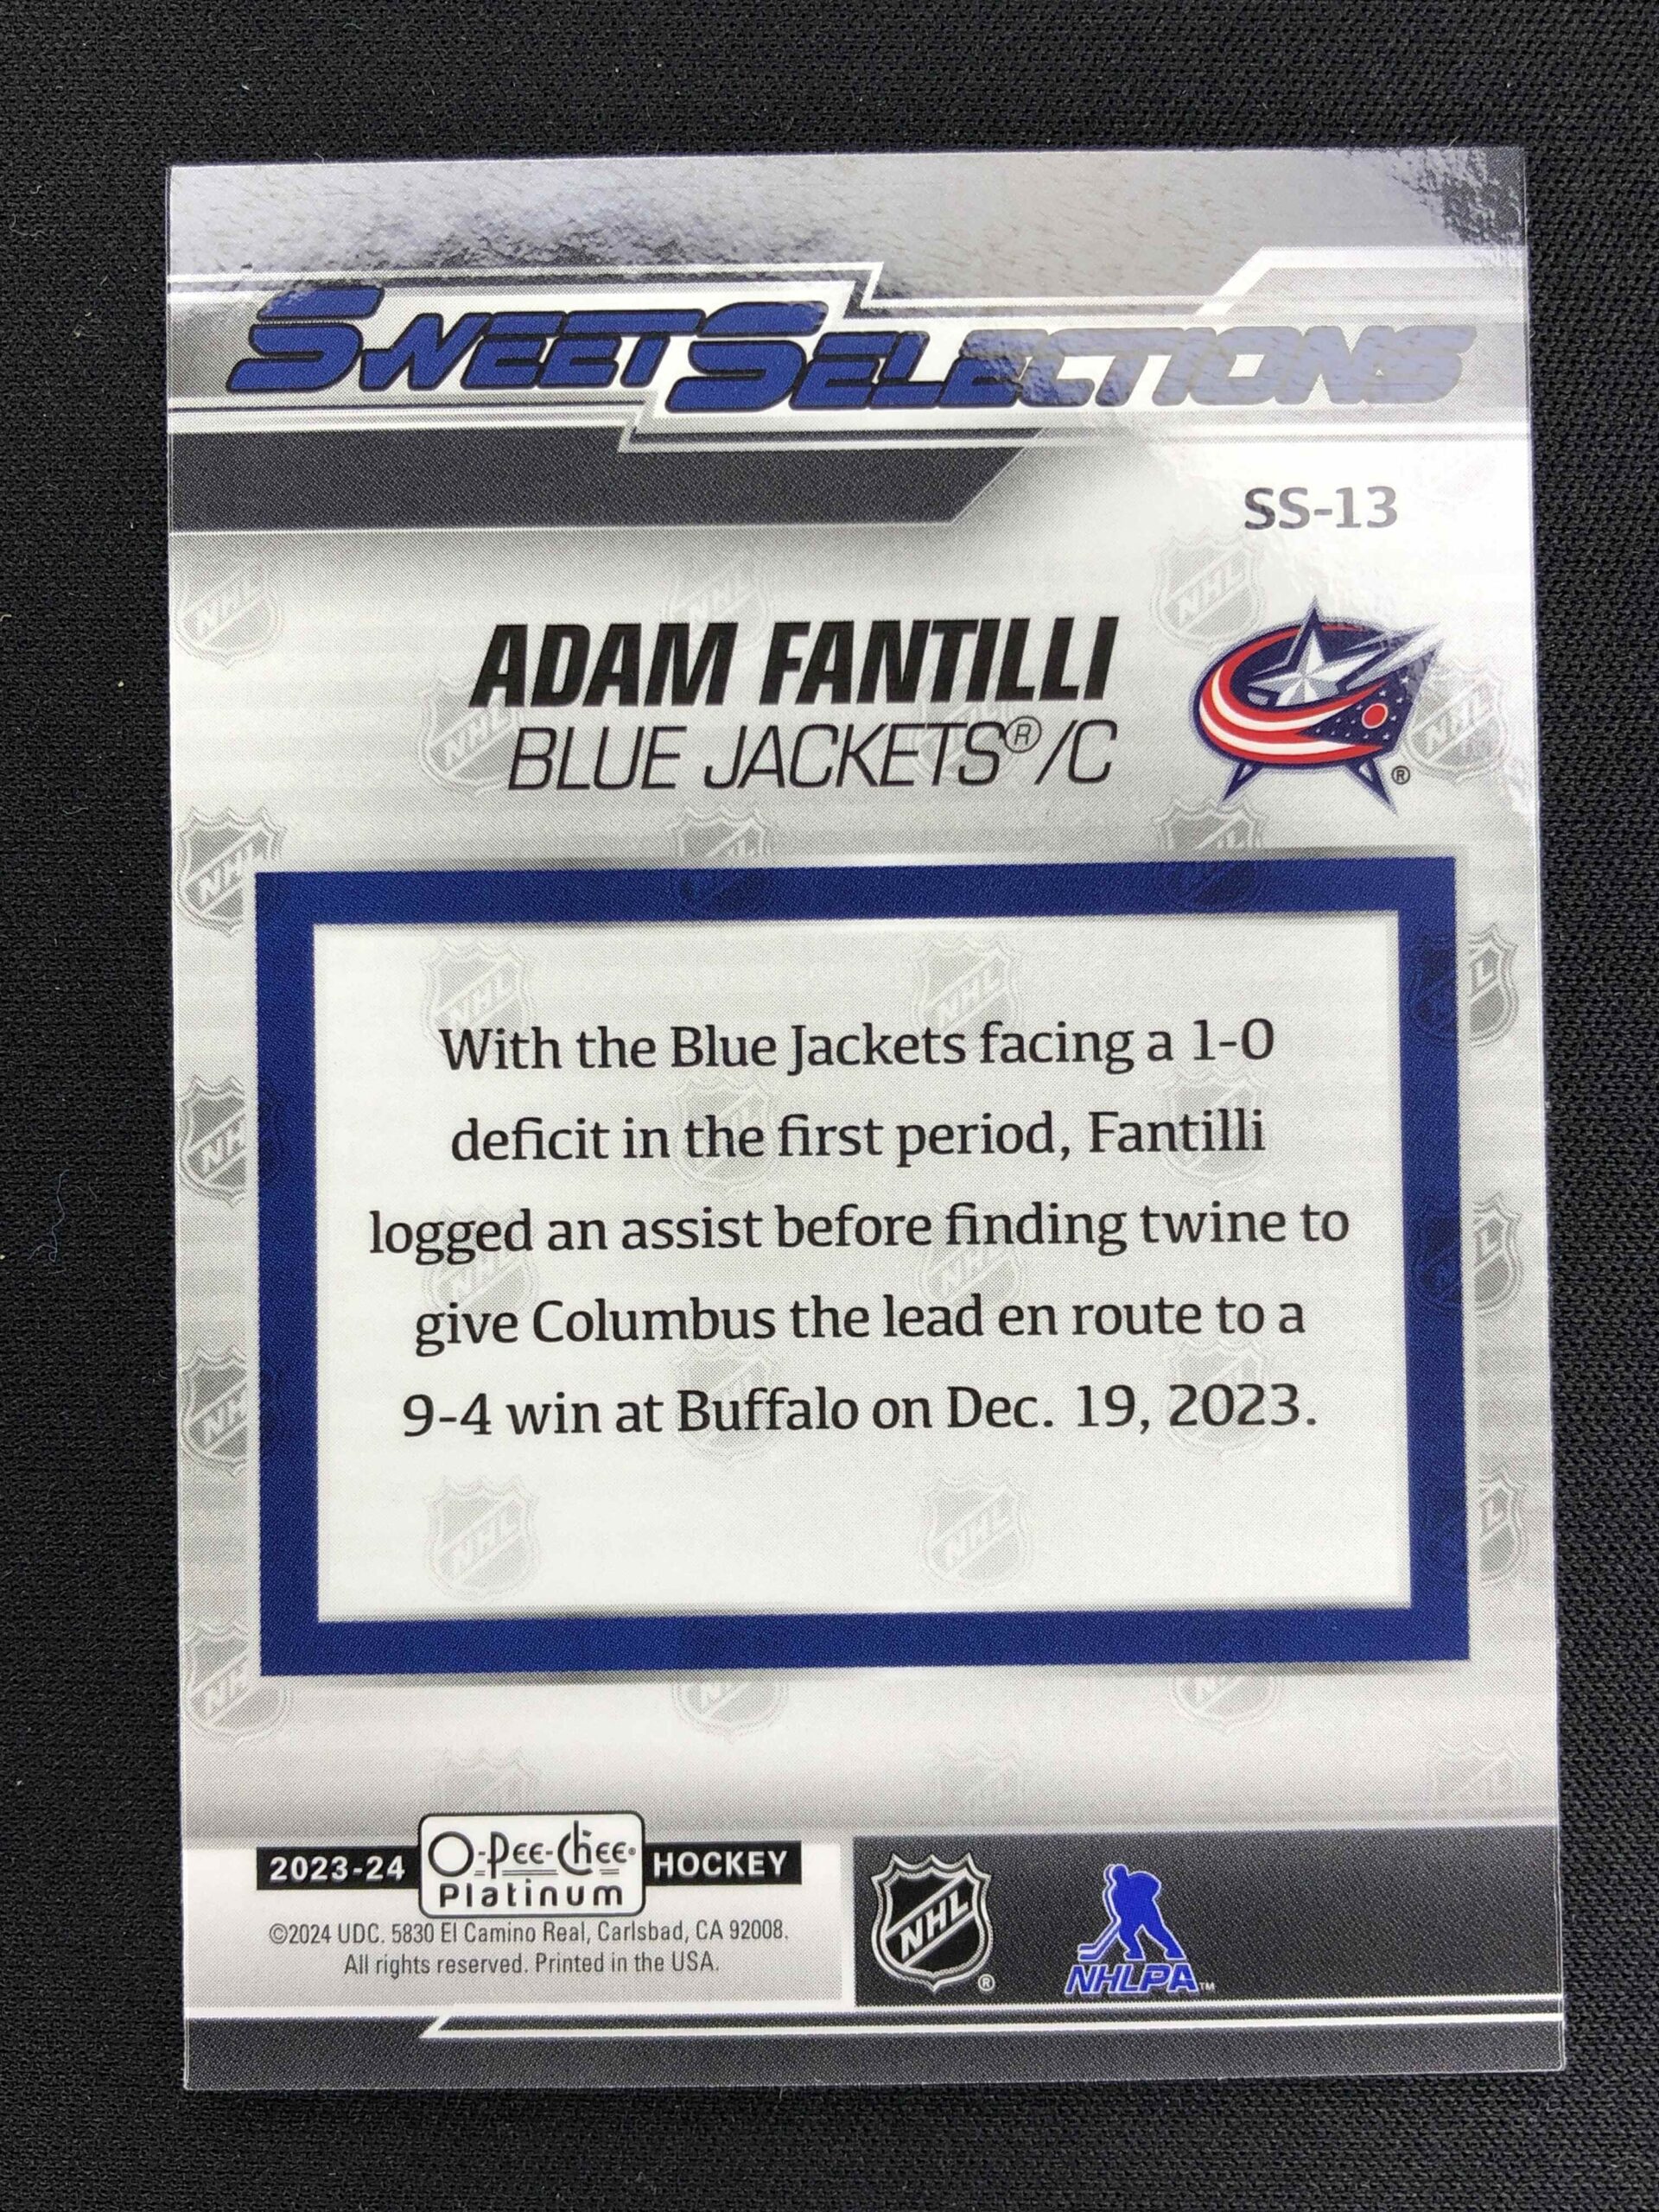 SWEET SELECTIONS
SS-13
ADAM FANTILLI
BLUE JACKETS® /C
®
With the Blue Jackets facing a 1-0
deficit in the first period, Fantilli
logged an assist before finding twine to
give Columbus the lead en route to a
9-4 win at Buffalo on Dec. 19, 2023.
2023-24 O-Pee-Chee® Platinum HOCKEY
©2024 UDC. 5830 El Camino Real, Carlsbad, CA 92008.
All rights reserved. Printed in the USA.
NHL ®
NHLPA™